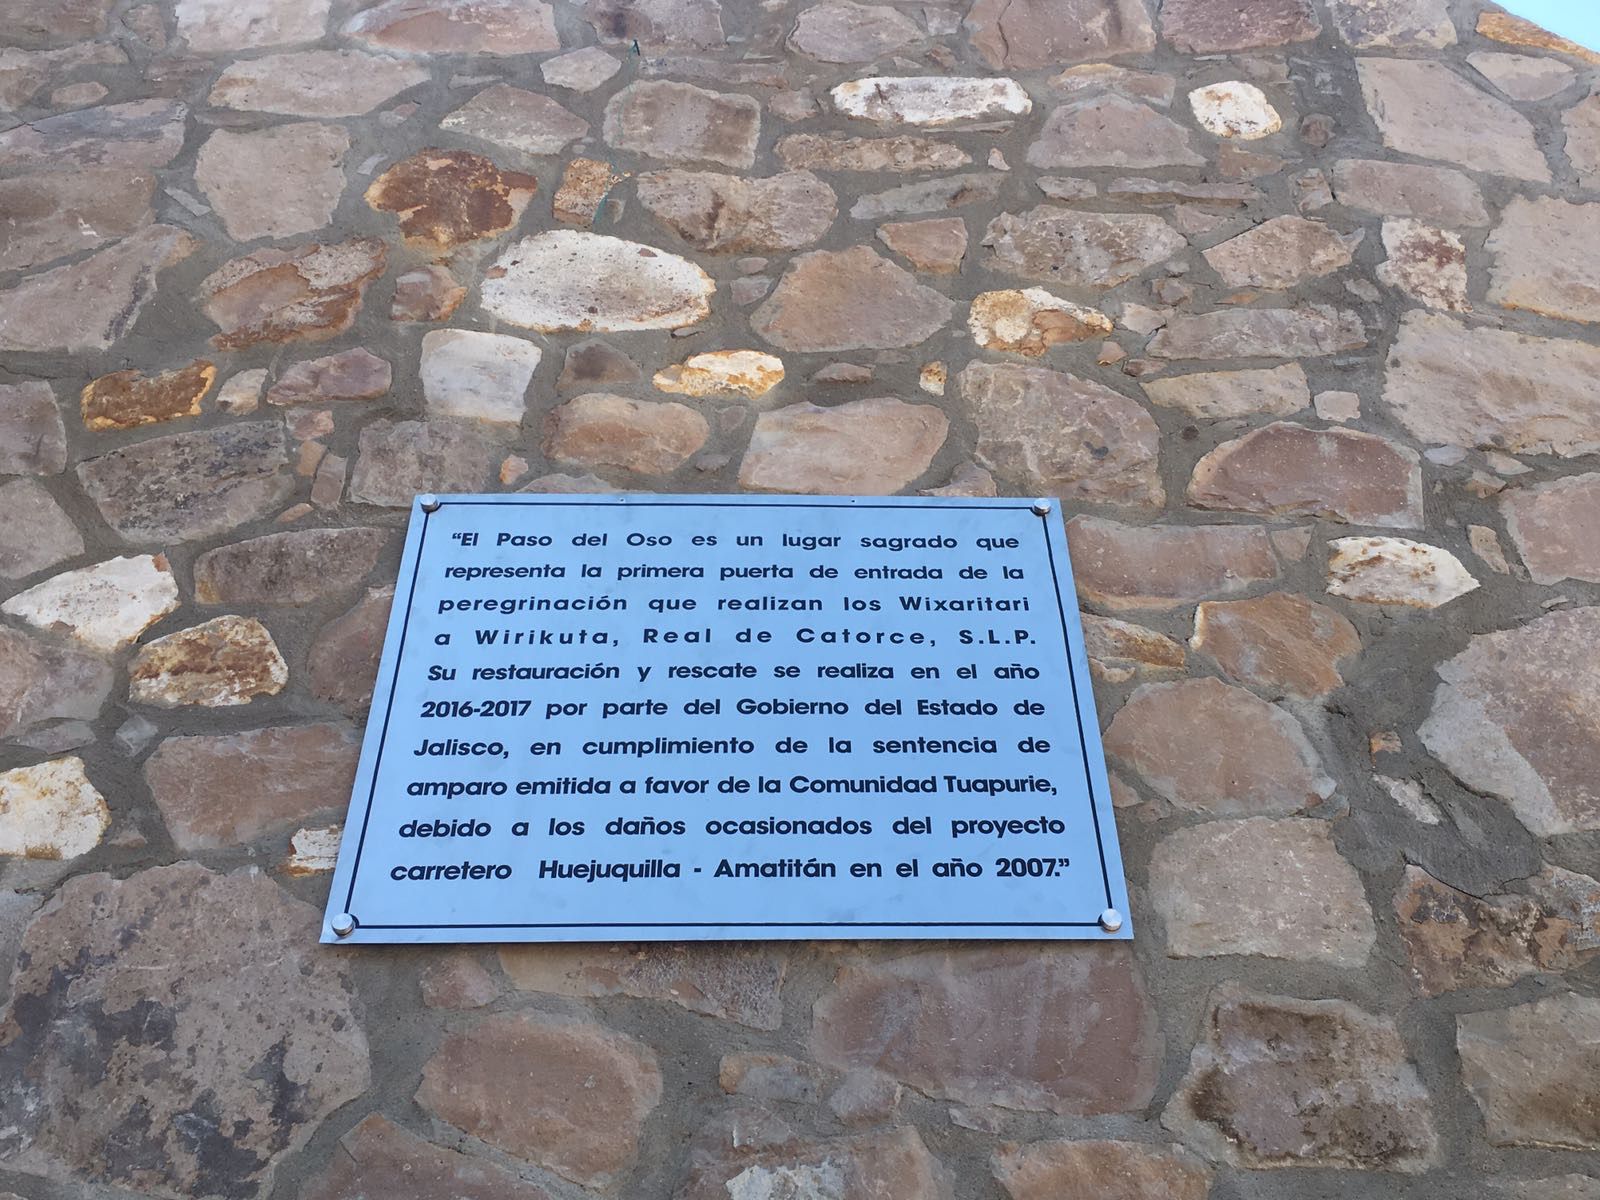 “El Paso del Oso es un lugar sagrado que
representa la primera puerta de entrada de la
peregrinación que realizan los Wixaritari
a Wirikuta, Real de Catorce, S.L.P.
Su restauración y rescate se realiza en el año
2016-2017 por parte del Gobierno del Estado de
Jalisco, en cumplimiento de la sentencia de
amparo emitida a favor de la Comunidad Tuapurie,
debido a los daños ocasionados del proyecto
carretero Huejuquilla - Amatitán en el año 2007.”